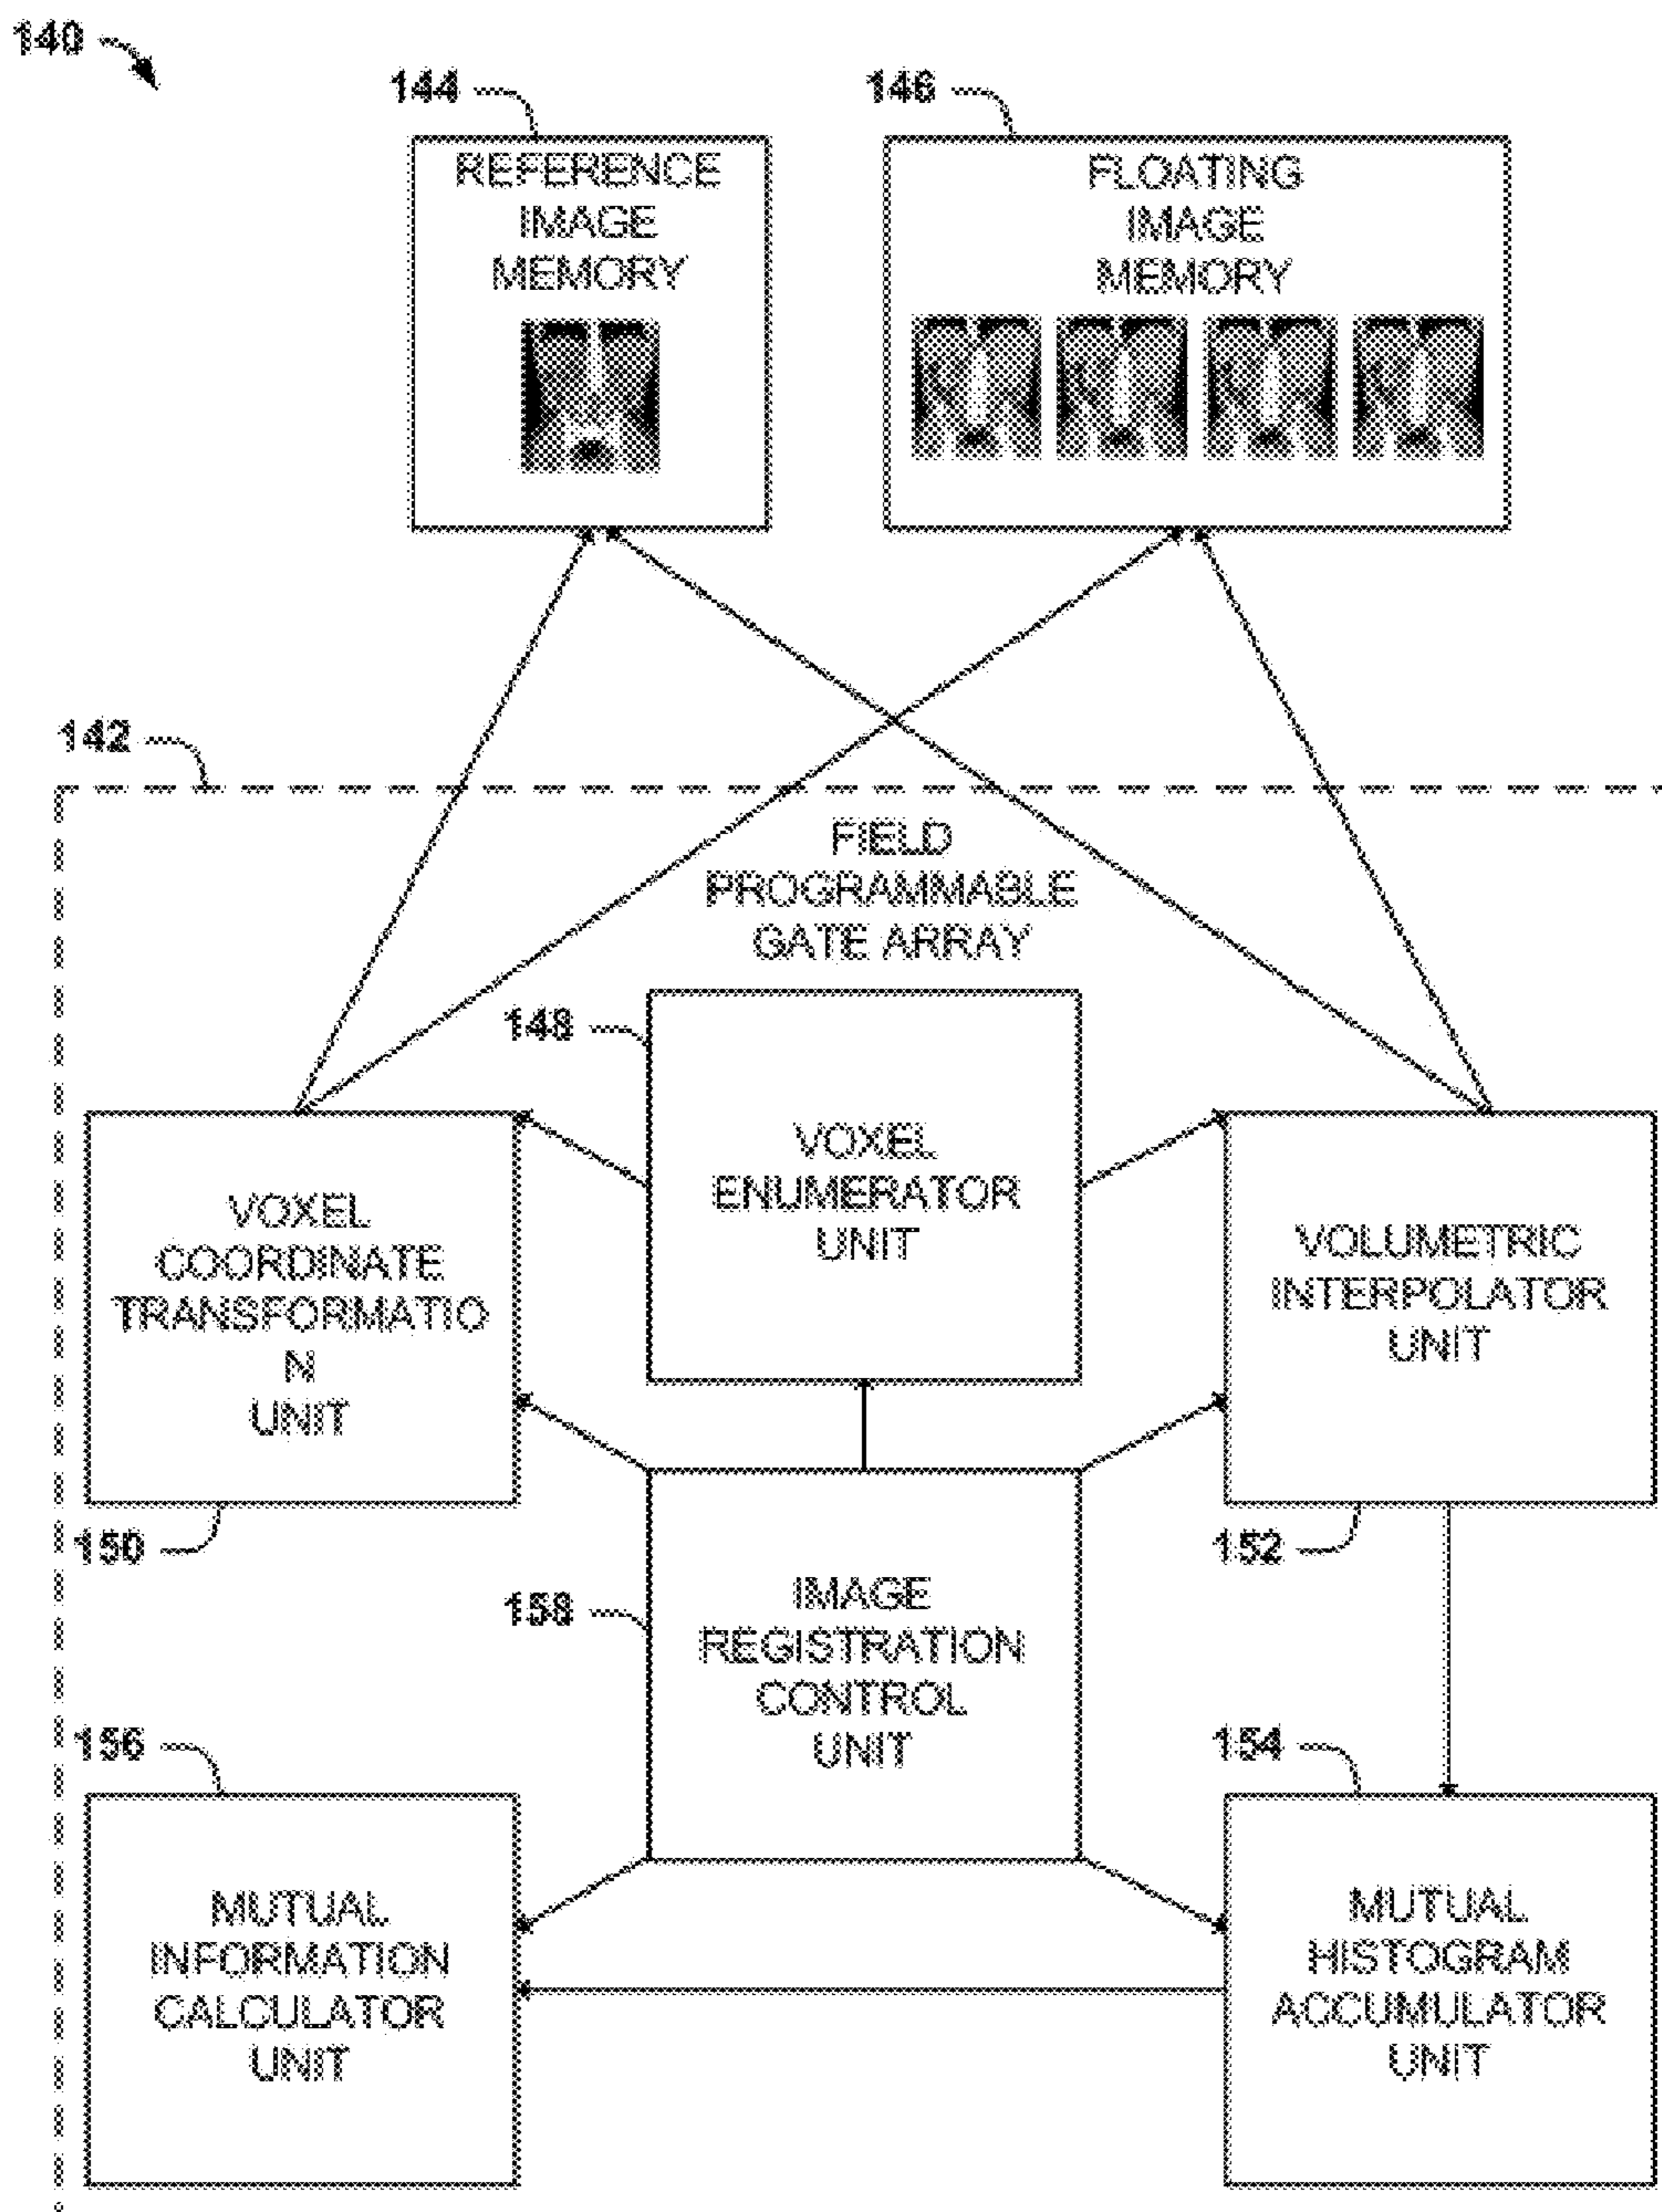 140
144
146
REFERENCE
IMAGE
MEMORY
FLOATING
IMAGE
MEMORY
142
FIELD
PROGRAMMABLE
GATE ARRAY
148
VOXEL
ENUMERATOR
UNIT
VOXEL
COORDINATE
TRANSFORMATIO
N
UNIT
VOLUMETRIC
INTERPOLATOR
UNIT
150
152
158
IMAGE
REGISTRATION
CONTROL
UNIT
156
154
MUTUAL
INFORMATION
CALCULATOR
UNIT
MUTUAL
HISTOGRAM
ACCUMULATOR
UNIT